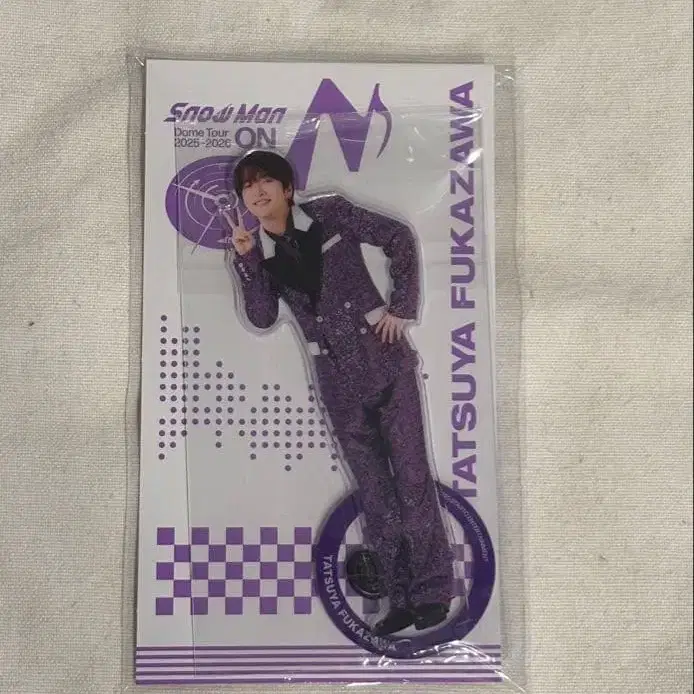 Snow Man
Dome Tour
2025-2026
ON
TATSUYA FUKAZAWA
TATSUYA FUKAZAWA